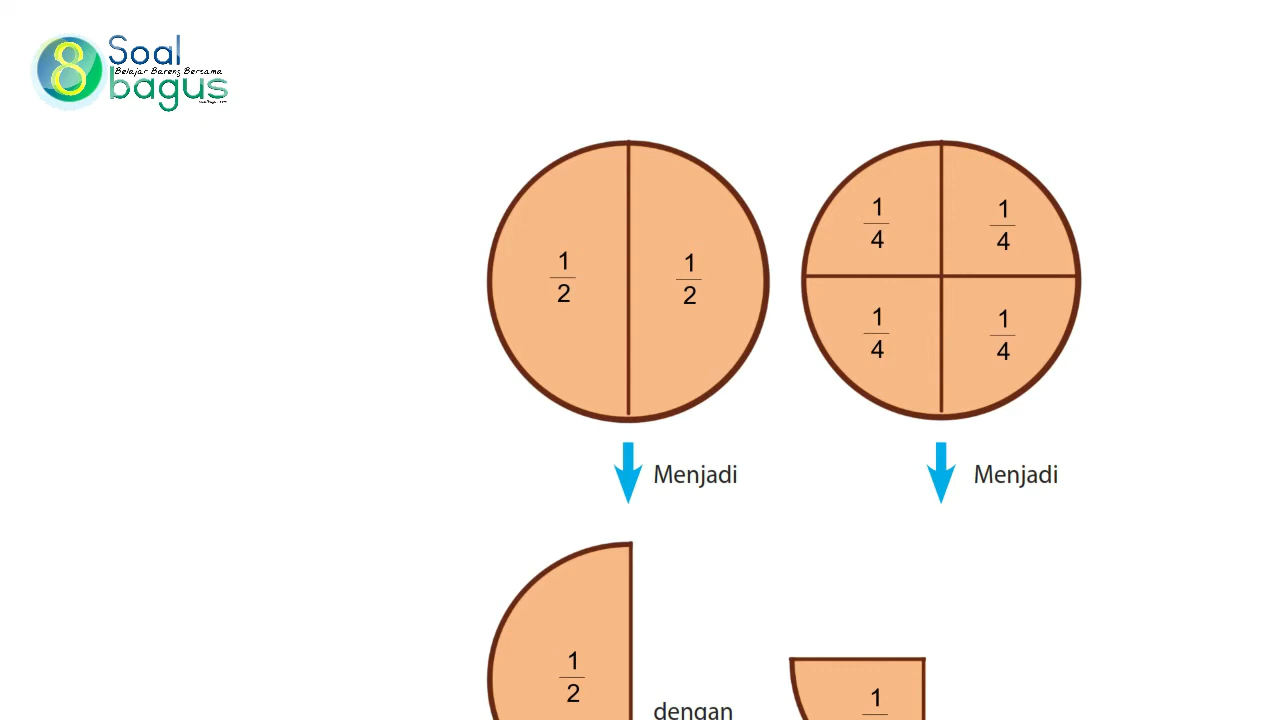 8 Soal
Belajar Bareng Bersama
bagus
1/2 1/2
1/4 1/4
1/4 1/4
Menjadi Menjadi
1/2
dengan
1